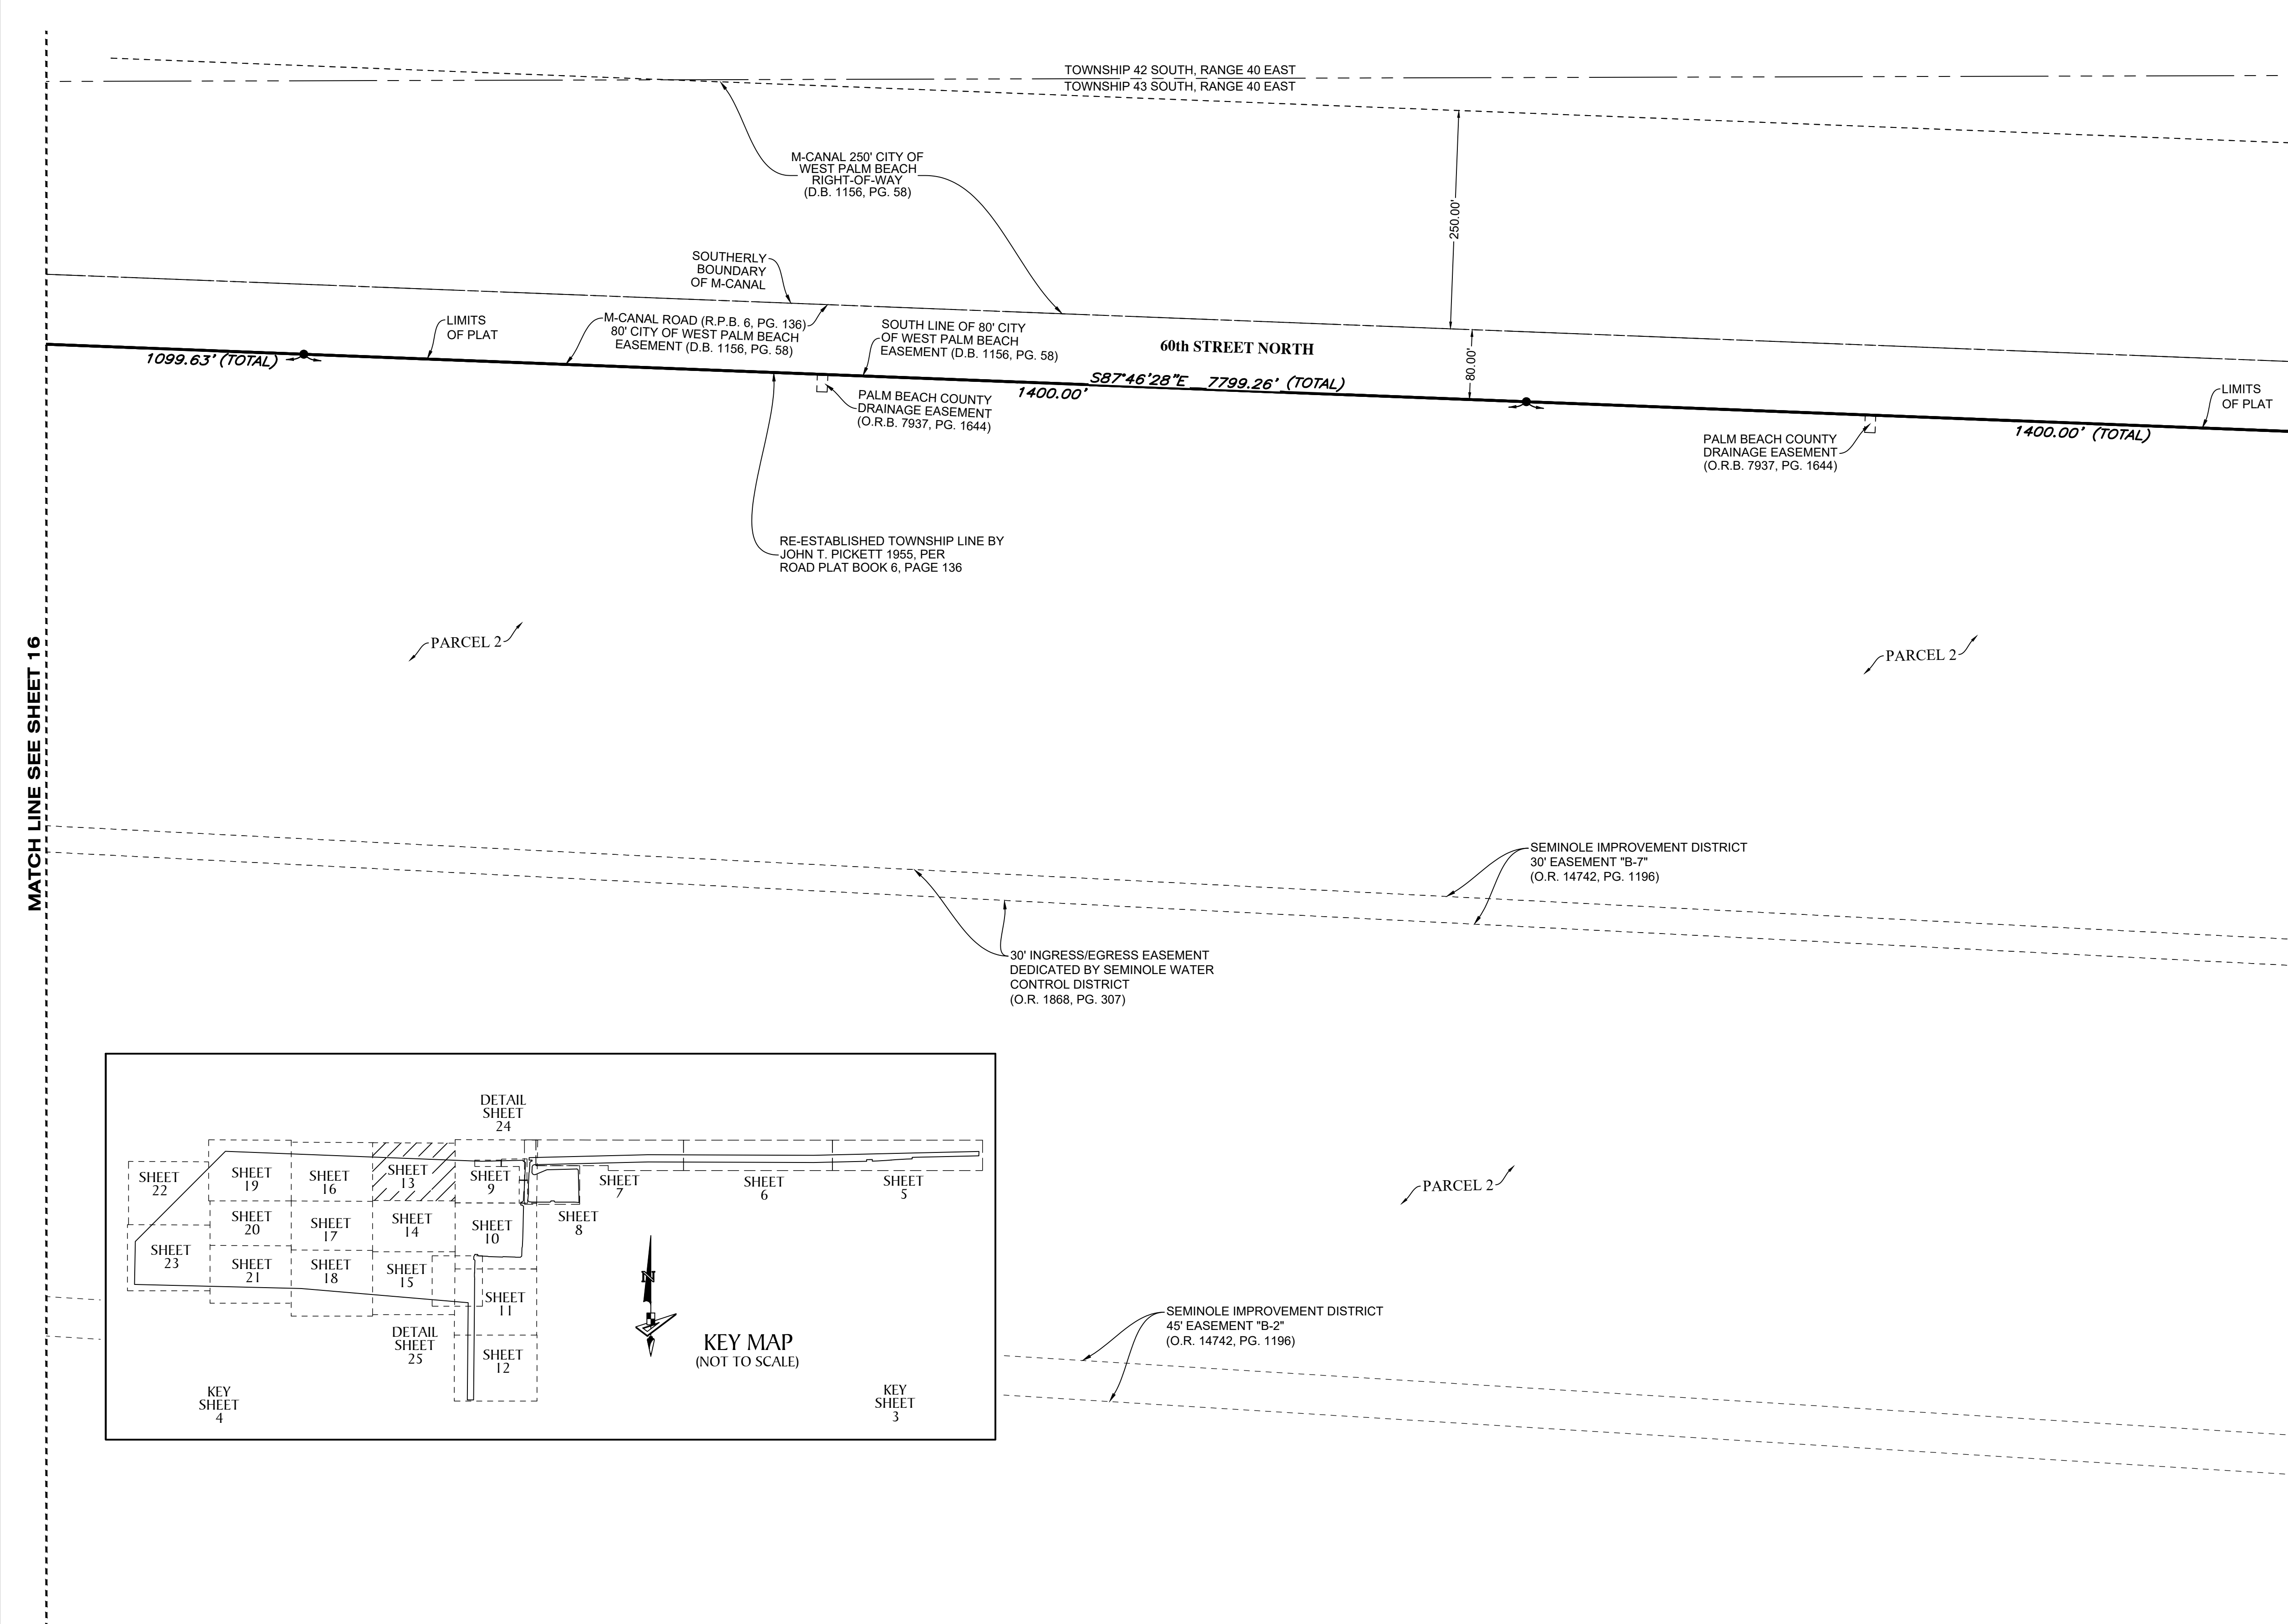 TOWNSHIP 42 SOUTH, RANGE 40 EAST
TOWNSHIP 43 SOUTH, RANGE 40 EAST
M-CANAL 250' CITY OF
WEST PALM BEACH
RIGHT-OF-WAY
(D.B. 1156, PG. 58)
250.00'
SOUTHERLY
BOUNDARY
OF M-CANAL
LIMITS
OF PLAT
M-CANAL ROAD (R.P.B. 6, PG. 136)
80' CITY OF WEST PALM BEACH
EASEMENT (D.B. 1156, PG. 58)
SOUTH LINE OF 80' CITY
OF WEST PALM BEACH
EASEMENT (D.B. 1156, PG. 58)
60th STREET NORTH
80.00'
1099.63' (TOTAL)
S87°46'28"E 7799.26' (TOTAL)
1400.00'
LIMITS
OF PLAT
PALM BEACH COUNTY
DRAINAGE EASEMENT
(O.R.B. 7937, PG. 1644)
1400.00' (TOTAL)
PALM BEACH COUNTY
DRAINAGE EASEMENT
(O.R.B. 7937, PG. 1644)
RE-ESTABLISHED TOWNSHIP LINE BY
JOHN T. PICKETT 1955, PER
ROAD PLAT BOOK 6, PAGE 136
PARCEL 2
PARCEL 2
MATCH LINE SEE SHEET 16
SEMINOLE IMPROVEMENT DISTRICT
30' EASEMENT "B-7"
(O.R. 14742, PG. 1196)
30' INGRESS/EGRESS EASEMENT
DEDICATED BY SEMINOLE WATER
CONTROL DISTRICT
(O.R. 1868, PG. 307)
DETAIL
SHEET
24
SHEET
22
SHEET
19
SHEET
16
SHEET
13
SHEET
9
SHEET
7
SHEET
6
SHEET
5
SHEET
20
SHEET
17
SHEET
14
SHEET
10
SHEET
8
SHEET
23
SHEET
21
SHEET
18
SHEET
15
SHEET
11
DETAIL
SHEET
25
SHEET
12
N
KEY MAP
(NOT TO SCALE)
KEY
SHEET
4
KEY
SHEET
3
PARCEL 2
SEMINOLE IMPROVEMENT DISTRICT
45' EASEMENT "B-2"
(O.R. 14742, PG. 1196)